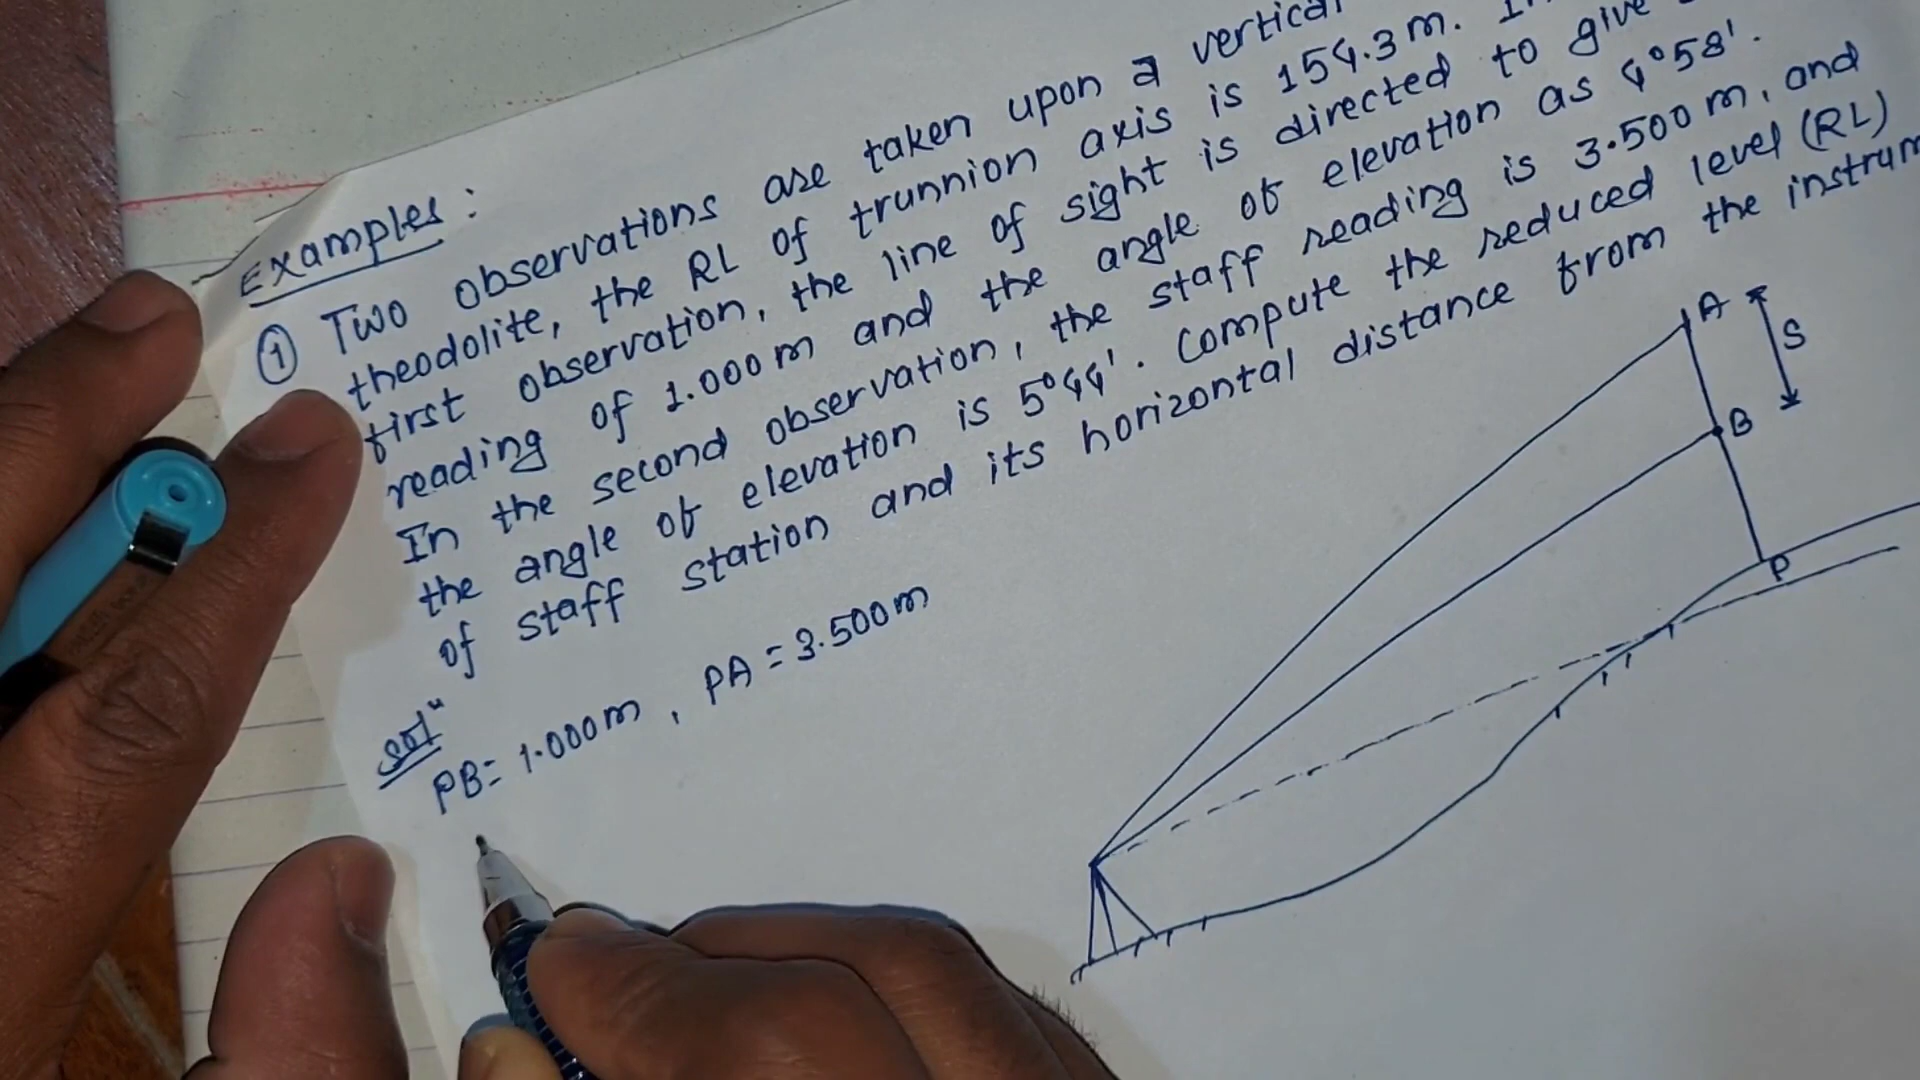 Examples :
① Two observations are taken upon a vertical
theodolite, the RL of trunnion axis is 154.3 m.
first observation, the line of sight is directed to give
reading of 1.000 m and the angle of elevation as 4°58'.
In the second observation, the staff reading is 3.500 m, and
the angle of elevation is 5°44'. Compute the reduced level (RL)
of staff station and its horizontal distance from the
solⁿ
PB = 1.000 m , PA = 3.500 m
A
S
B
P